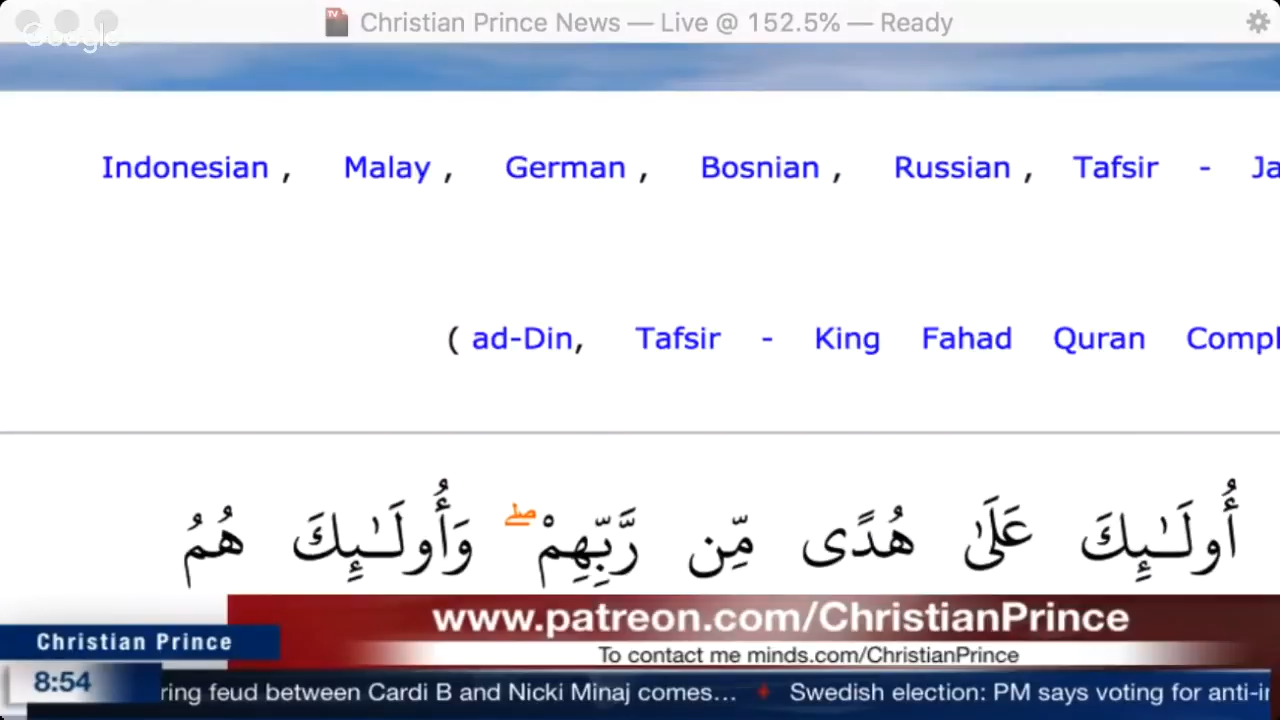 Christian Prince News — Live @ 152.5% — Ready
Google
Indonesian , Malay , German , Bosnian , Russian , Tafsir - Ja
( ad-Din, Tafsir - King Fahad Quran Compl
أُولَـٰئِكَ عَلَىٰ هُدًى مِّن رَّبِّهِمْ ۖ وَأُولَـٰئِكَ هُمُ
www.patreon.com/ChristianPrince
Christian Prince
To contact me minds.com/ChristianPrince
8:54
ring feud between Cardi B and Nicki Minaj comes... ♦ Swedish election: PM says voting for anti-i